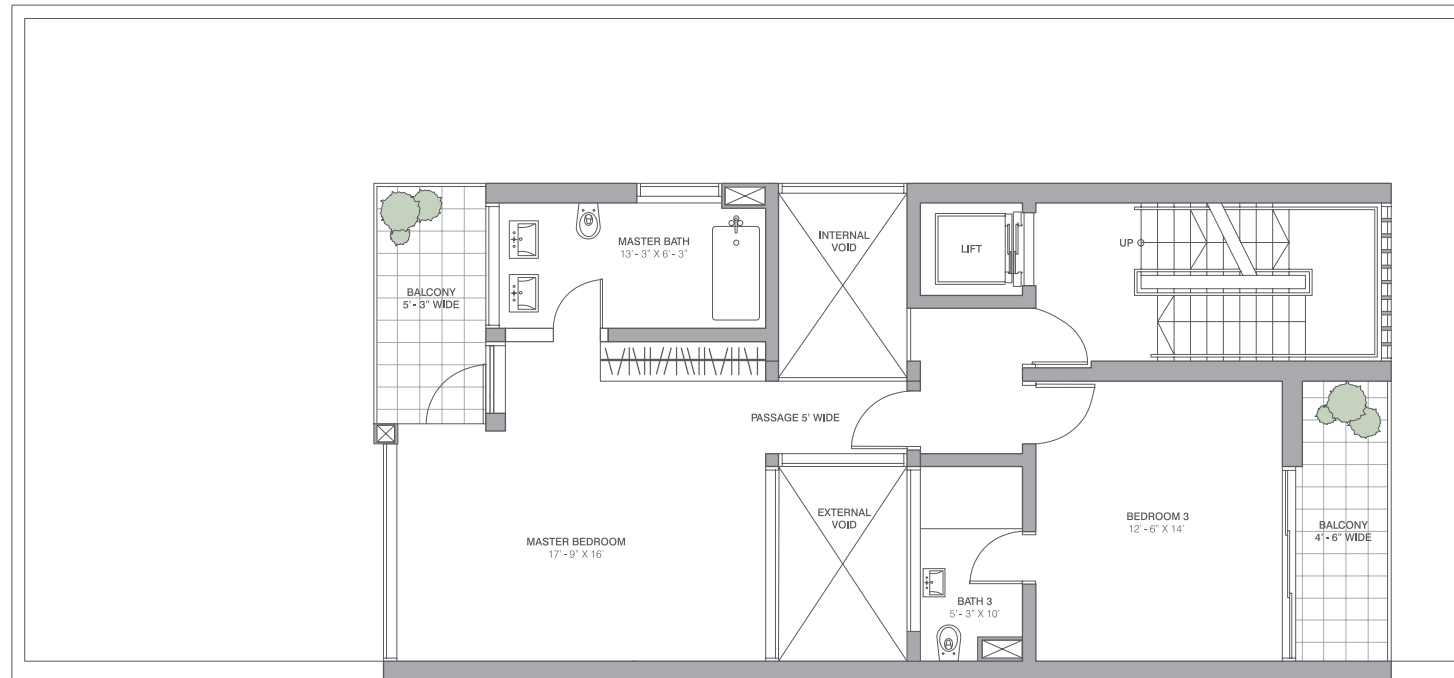 MASTER BATH
13' - 3" X 6' - 3"
INTERNAL
VOID
LIFT
UP
BALCONY
5' - 3" WIDE
PASSAGE 5' WIDE
MASTER BEDROOM
17' - 9" X 16'
EXTERNAL
VOID
BEDROOM 3
12' - 6" X 14'
BALCONY
4' - 6" WIDE
BATH 3
5' - 3" X 10'